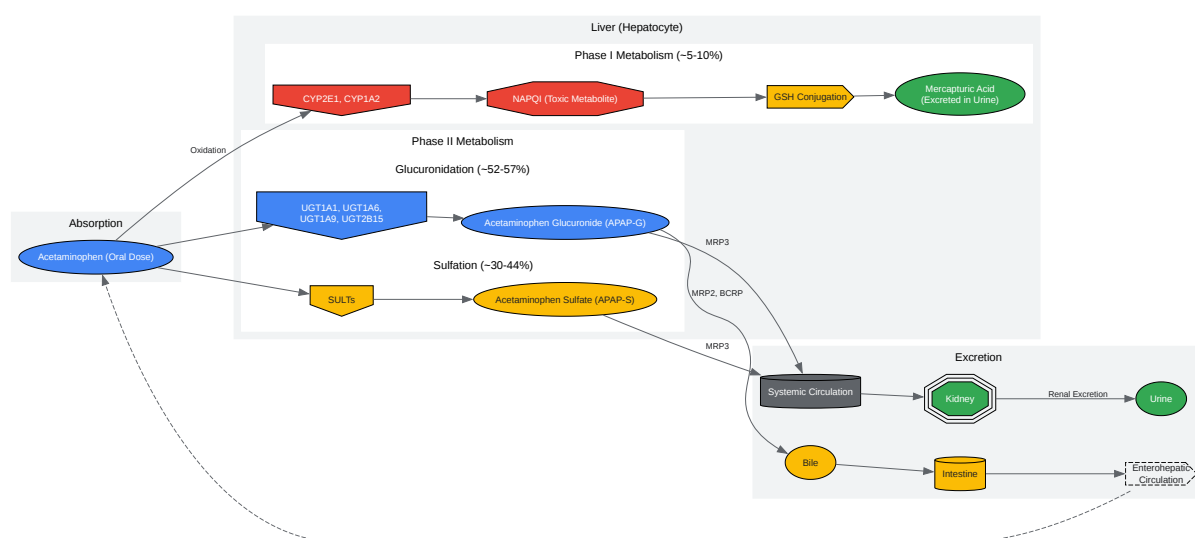 Liver (Hepatocyte)
Phase I Metabolism (~5-10%)
CYP2E1, CYP1A2
NAPQI (Toxic Metabolite)
GSH Conjugation
Mercapturic Acid
(Excreted in Urine)
Oxidation
Phase II Metabolism
Glucuronidation (~52-57%)
UGT1A1, UGT1A6,
UGT1A9, UGT2B15
Acetaminophen Glucuronide (APAP-G)
Absorption
Acetaminophen (Oral Dose)
MRP3
Sulfation (~30-44%)
SULTs
Acetaminophen Sulfate (APAP-S)
MRP2, BCRP
MRP3
Excretion
Systemic Circulation
Kidney
Renal Excretion
Urine
Bile
Intestine
Enterohepatic
Circulation